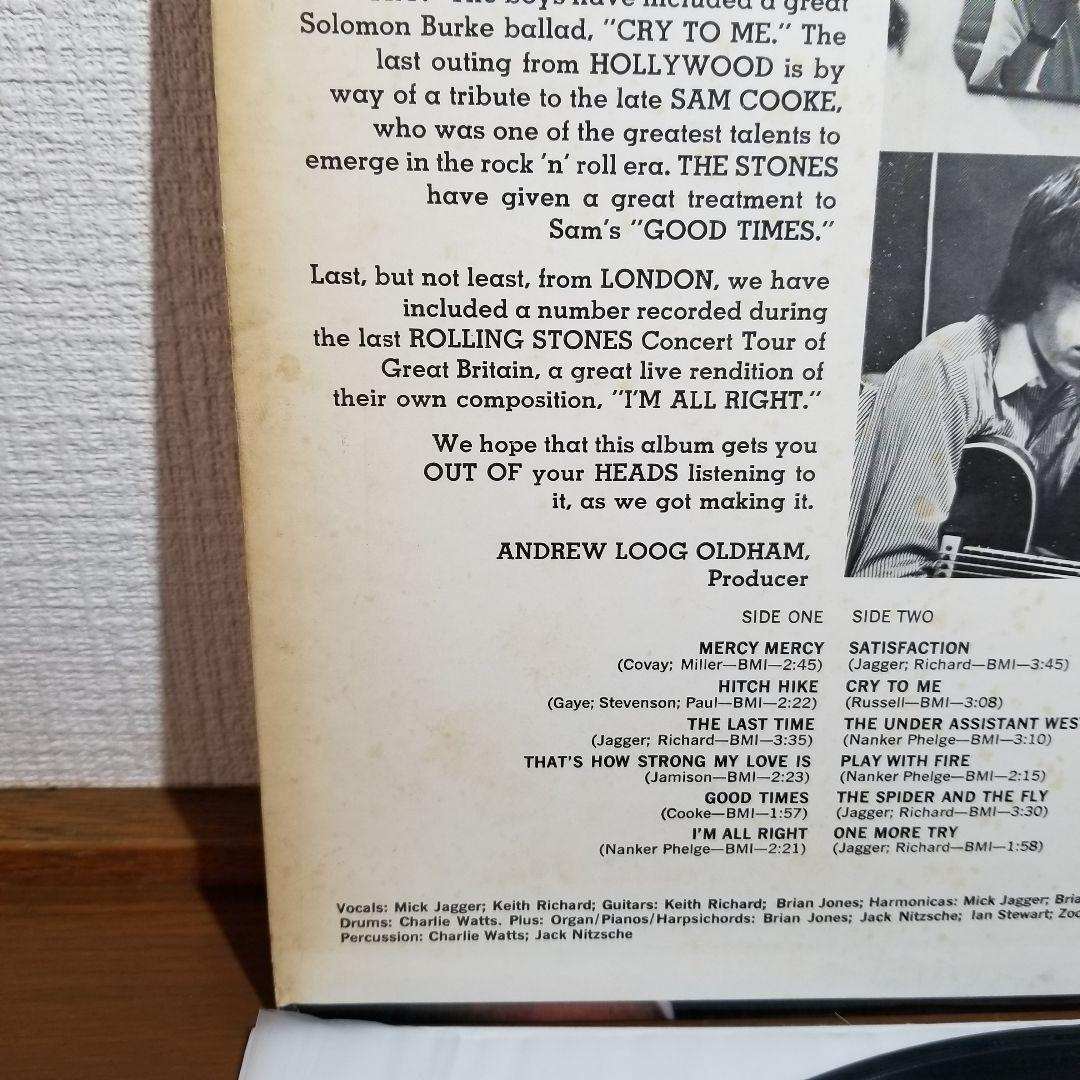 The boys have included a great
Solomon Burke ballad, "CRY TO ME." The
last outing from HOLLYWOOD is by
way of a tribute to the late SAM COOKE,
who was one of the greatest talents to
emerge in the rock 'n' roll era. THE STONES
have given a great treatment to
Sam's "GOOD TIMES."
Last, but not least, from LONDON, we have
included a number recorded during
the last ROLLING STONES Concert Tour of
Great Britain, a great live rendition of
their own composition, "I'M ALL RIGHT."
We hope that this album gets you
OUT OF your HEADS listening to
it, as we got making it.
ANDREW LOOG OLDHAM,
Producer
SIDE ONE
MERCY MERCY
(Covay; Miller—BMI—2:45)
HITCH HIKE
(Gaye; Stevenson; Paul—BMI—2:22)
THE LAST TIME
(Jagger; Richard—BMI—3:35)
THAT'S HOW STRONG MY LOVE IS
(Jamison—BMI—2:23)
GOOD TIMES
(Cooke—BMI—1:57)
I'M ALL RIGHT
(Nanker Phelge—BMI—2:21)
SIDE TWO
SATISFACTION
(Jagger; Richard—BMI—3:45)
CRY TO ME
(Russell—BMI—3:08)
THE UNDER ASSISTANT WES
(Nanker Phelge—BMI—3:10)
PLAY WITH FIRE
(Nanker Phelge—BMI—2:15)
THE SPIDER AND THE FLY
(Jagger; Richard—BMI—3:30)
ONE MORE TRY
(Jagger; Richard—BMI—1:58)
Vocals: Mick Jagger; Keith Richard; Guitars: Keith Richard; Brian Jones; Harmonicas: Mick Jagger; Bria
Drums: Charlie Watts. Plus: Organ/Pianos/Harpsichords: Brian Jones; Jack Nitzsche; Ian Stewart; Zoo
Percussion: Charlie Watts; Jack Nitzsche